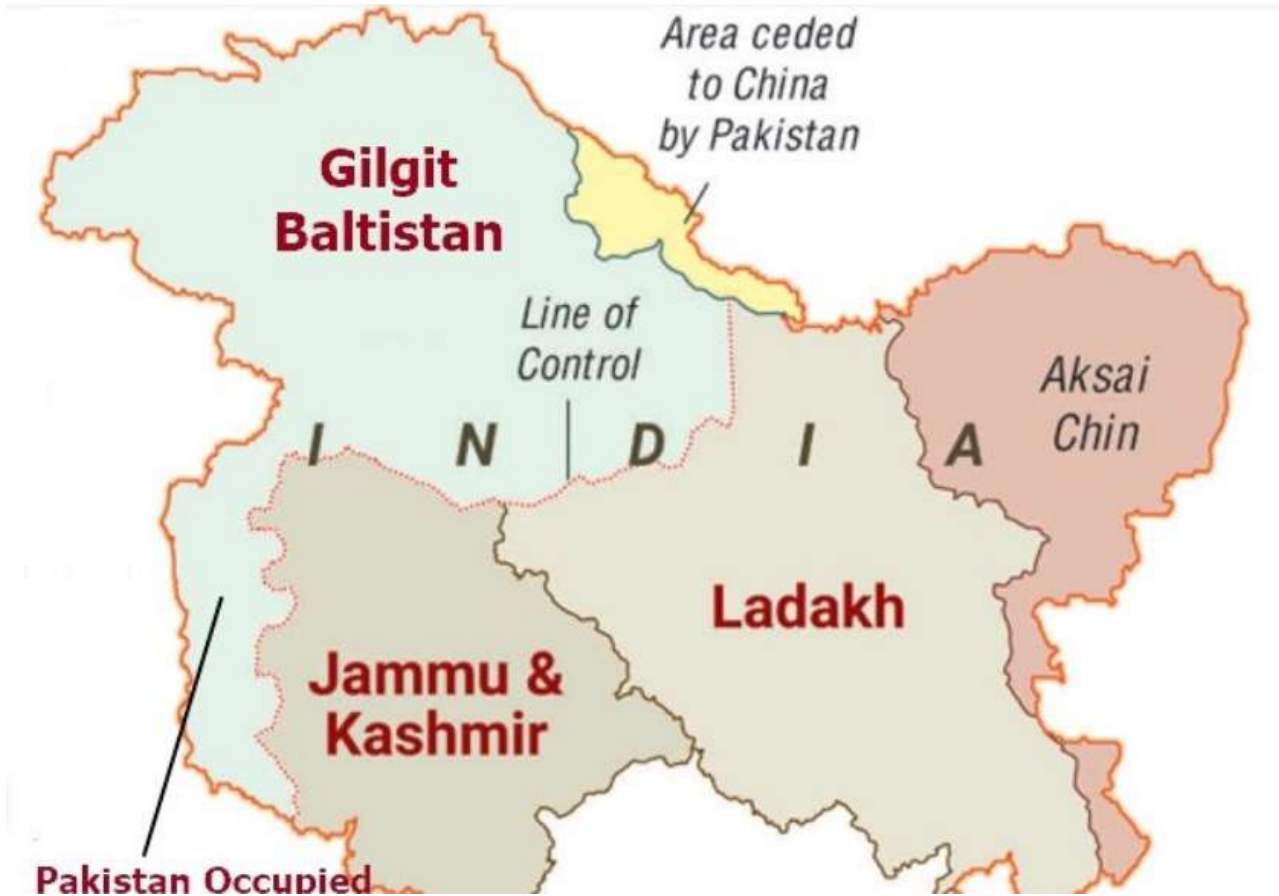 Area ceded
to China
by Pakistan
Gilgit
Baltistan
Line of
Control
Aksai
Chin
I N D I A
Ladakh
Jammu &
Kashmir
Pakistan Occupied